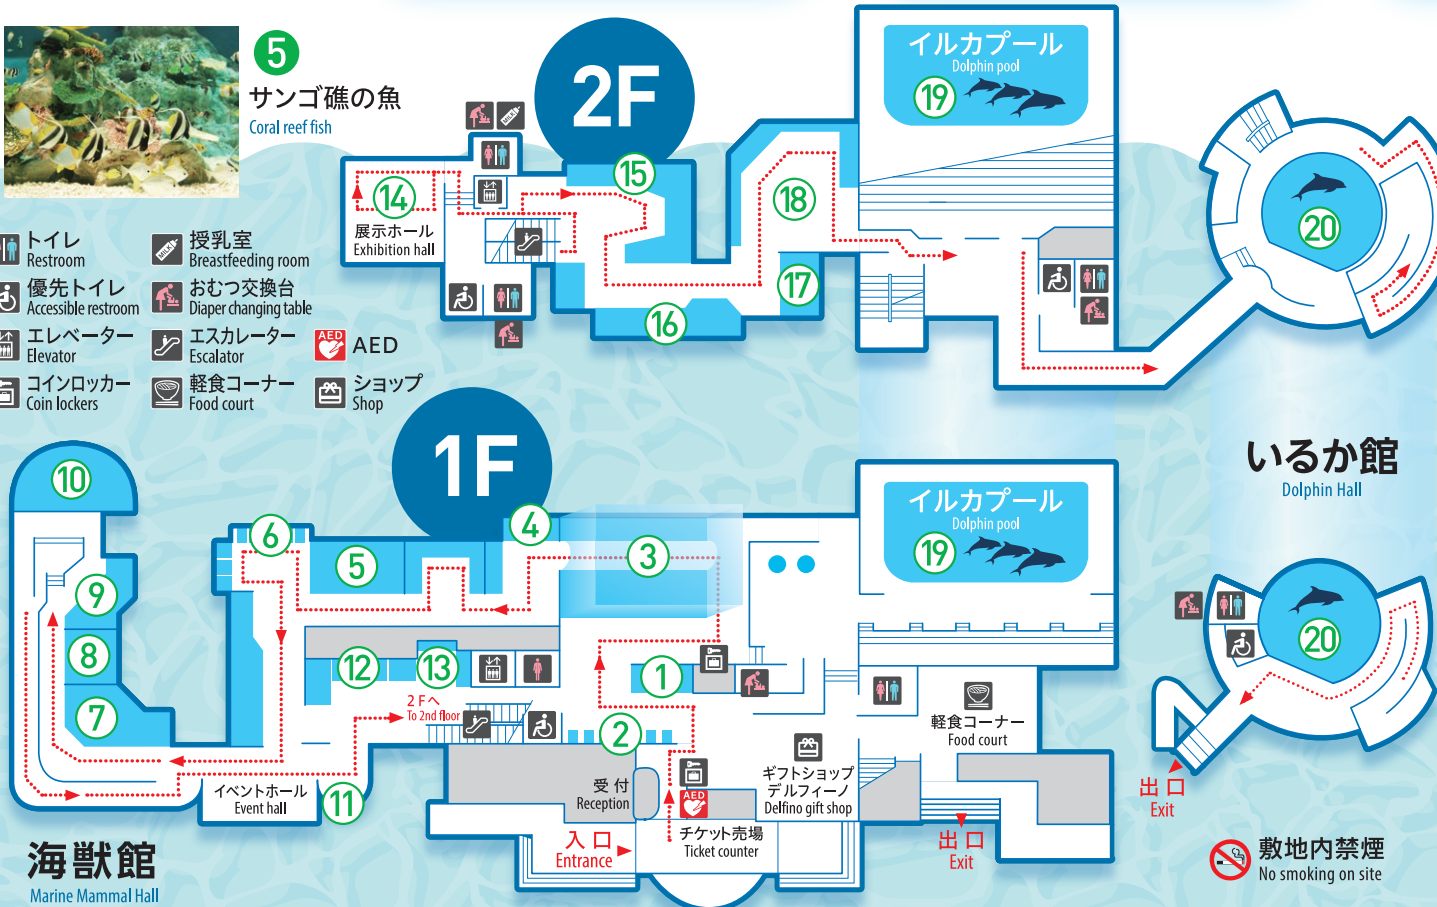 5
サンゴ礁の魚
Coral reef fish
2F
イルカプール
Dolphin pool
19
MILK
14
展示ホール
Exhibition hall
15
18
17
16
20
トイレ
Restroom
優先トイレ
Accessible restroom
エレベーター
Elevator
コインロッカー
Coin lockers
MILK
授乳室
Breastfeeding room
おむつ交換台
Diaper changing table
エスカレーター
Escalator
軽食コーナー
Food court
AED
AED
ショップ
Shop
1F
いるか館
Dolphin Hall
イルカプール
Dolphin pool
19
10
6
5
4
3
9
8
7
12
13
2Fへ
To 2nd floor
1
2
11
イベントホール
Event hall
受付
Reception
AED
入口
Entrance
チケット売場
Ticket counter
ギフトショップ
デルフィーノ
Delfino gift shop
軽食コーナー
Food court
出口
Exit
20
出口
Exit
海獣館
Marine Mammal Hall
敷地内禁煙
No smoking on site